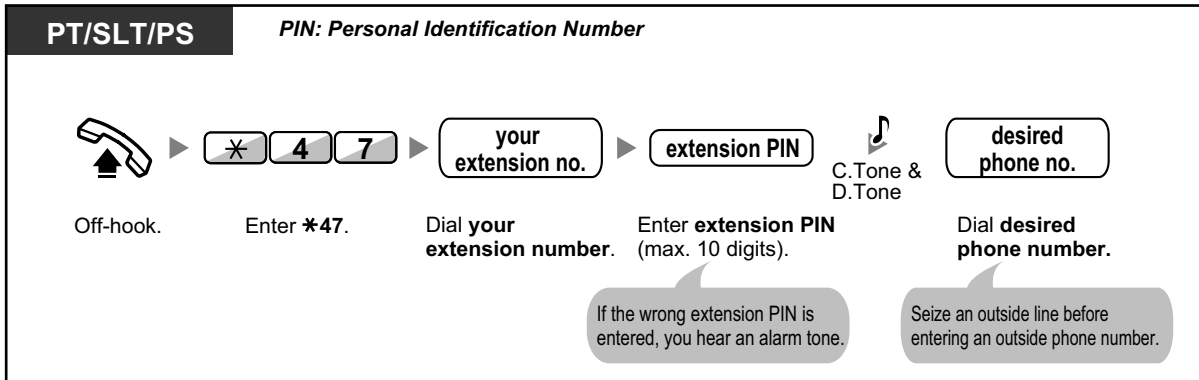 PT/SLT/PS
PIN: Personal Identification Number
* 4 7
your
extension no.
extension PIN
C.Tone &
D.Tone
desired
phone no.
Off-hook.
Enter *47.
Dial your
extension number.
Enter extension PIN
(max. 10 digits).
Dial desired
phone number.
If the wrong extension PIN is
entered, you hear an alarm tone.
Seize an outside line before
entering an outside phone number.